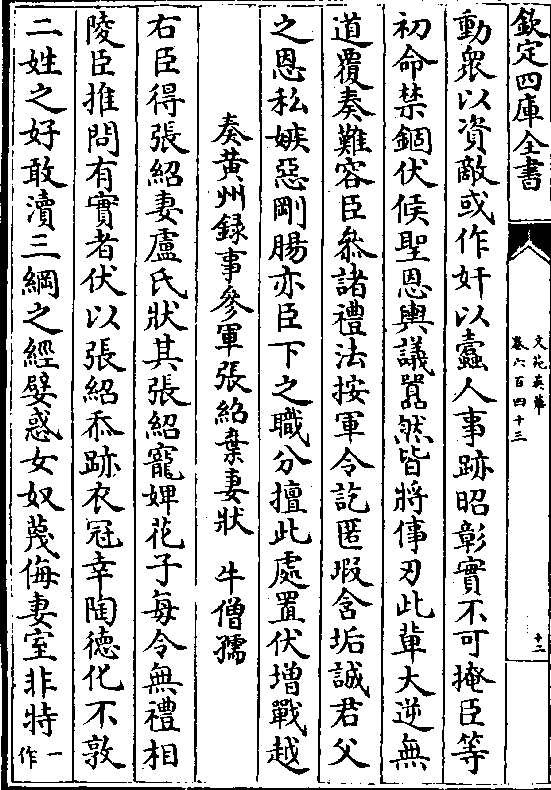 欽定四庫全書
文苑英華
卷六百四十三
十三
動衆以資敵或作奸以蠹人事跡昭彰實不可掩臣等
初命禁錮伏候聖恩輿議囂然皆將倳刃此輩大逆無
道覆奏難容臣叅諸禮法按軍令訖匿瑕含垢誠君父
之恩私嫉惡剛腸亦臣下之職分擅此處置伏增戰越
奏黄州録事參軍張紹棄妻狀 牛僧孺
右臣得張紹妻盧氏狀其張紹寵婢花子每令無禮相
陵臣推問有實者伏以張紹忝跡衣冠幸陶德化不敦
二姓之好敢瀆三綱之經嬖惑女奴蔑侮妻室非特一作